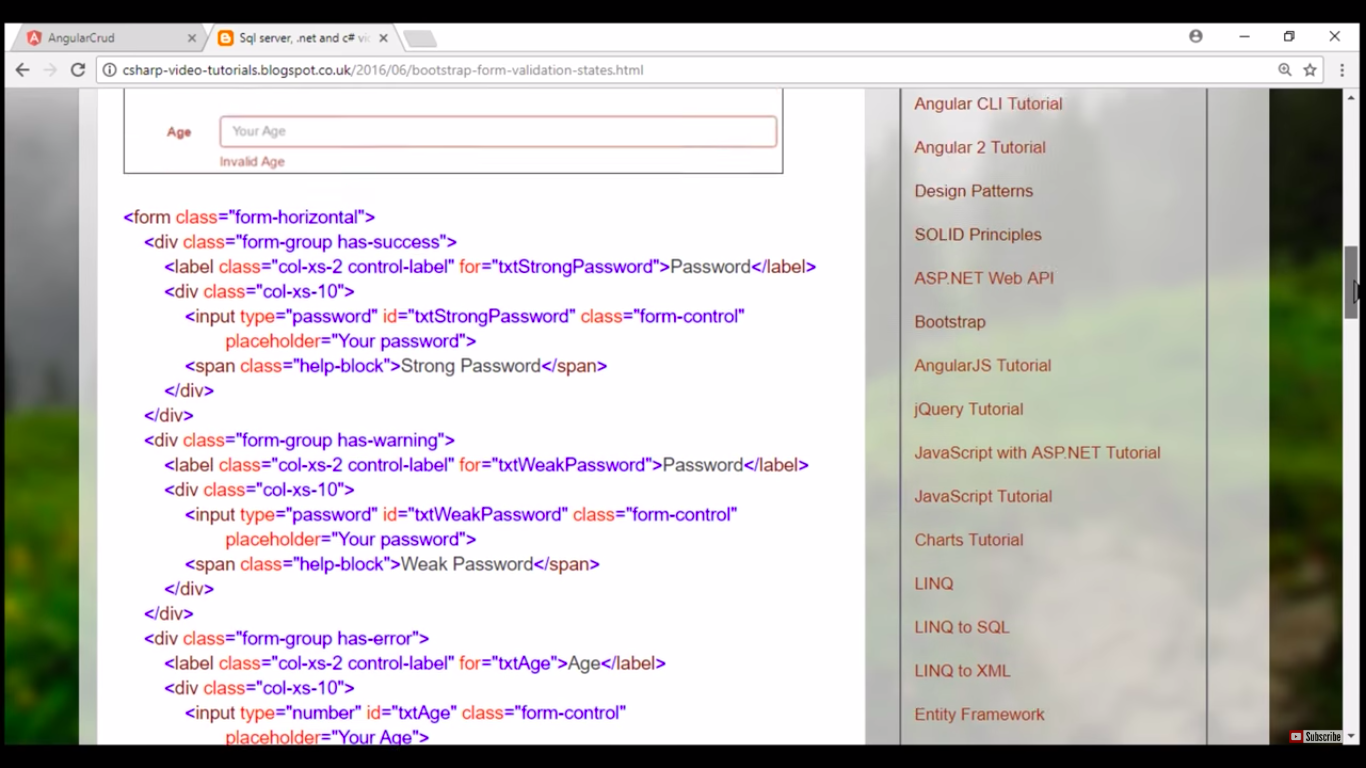 AngularCrud
Sql server, .net and c# vi
csharp-video-tutorials.blogspot.co.uk/2016/06/bootstrap-form-validation-states.html
Age
Your Age
Invalid Age
<form class="form-horizontal">
<div class="form-group has-success">
<label class="col-xs-2 control-label" for="txtStrongPassword">Password</label>
<div class="col-xs-10">
<input type="password" id="txtStrongPassword" class="form-control"
placeholder="Your password">
<span class="help-block">Strong Password</span>
</div>
</div>
<div class="form-group has-warning">
<label class="col-xs-2 control-label" for="txtWeakPassword">Password</label>
<div class="col-xs-10">
<input type="password" id="txtWeakPassword" class="form-control"
placeholder="Your password">
<span class="help-block">Weak Password</span>
</div>
</div>
<div class="form-group has-error">
<label class="col-xs-2 control-label" for="txtAge">Age</label>
<div class="col-xs-10">
<input type="number" id="txtAge" class="form-control"
placeholder="Your Age">
Angular CLI Tutorial
Angular 2 Tutorial
Design Patterns
SOLID Principles
ASP.NET Web API
Bootstrap
AngularJS Tutorial
jQuery Tutorial
JavaScript with ASP.NET Tutorial
JavaScript Tutorial
Charts Tutorial
LINQ
LINQ to SQL
LINQ to XML
Entity Framework
Subscribe